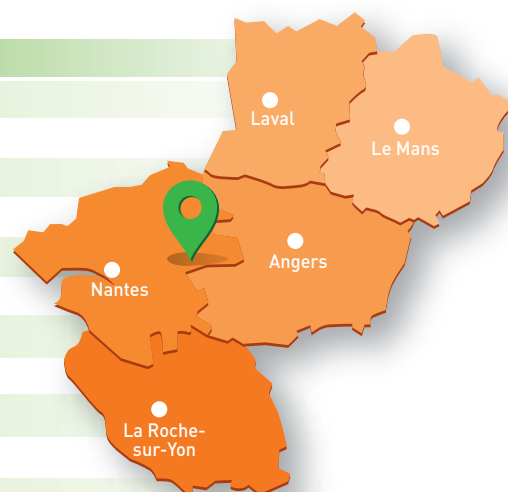 Laval
Le Mans
Angers
Nantes
La Roche-
sur-Yon